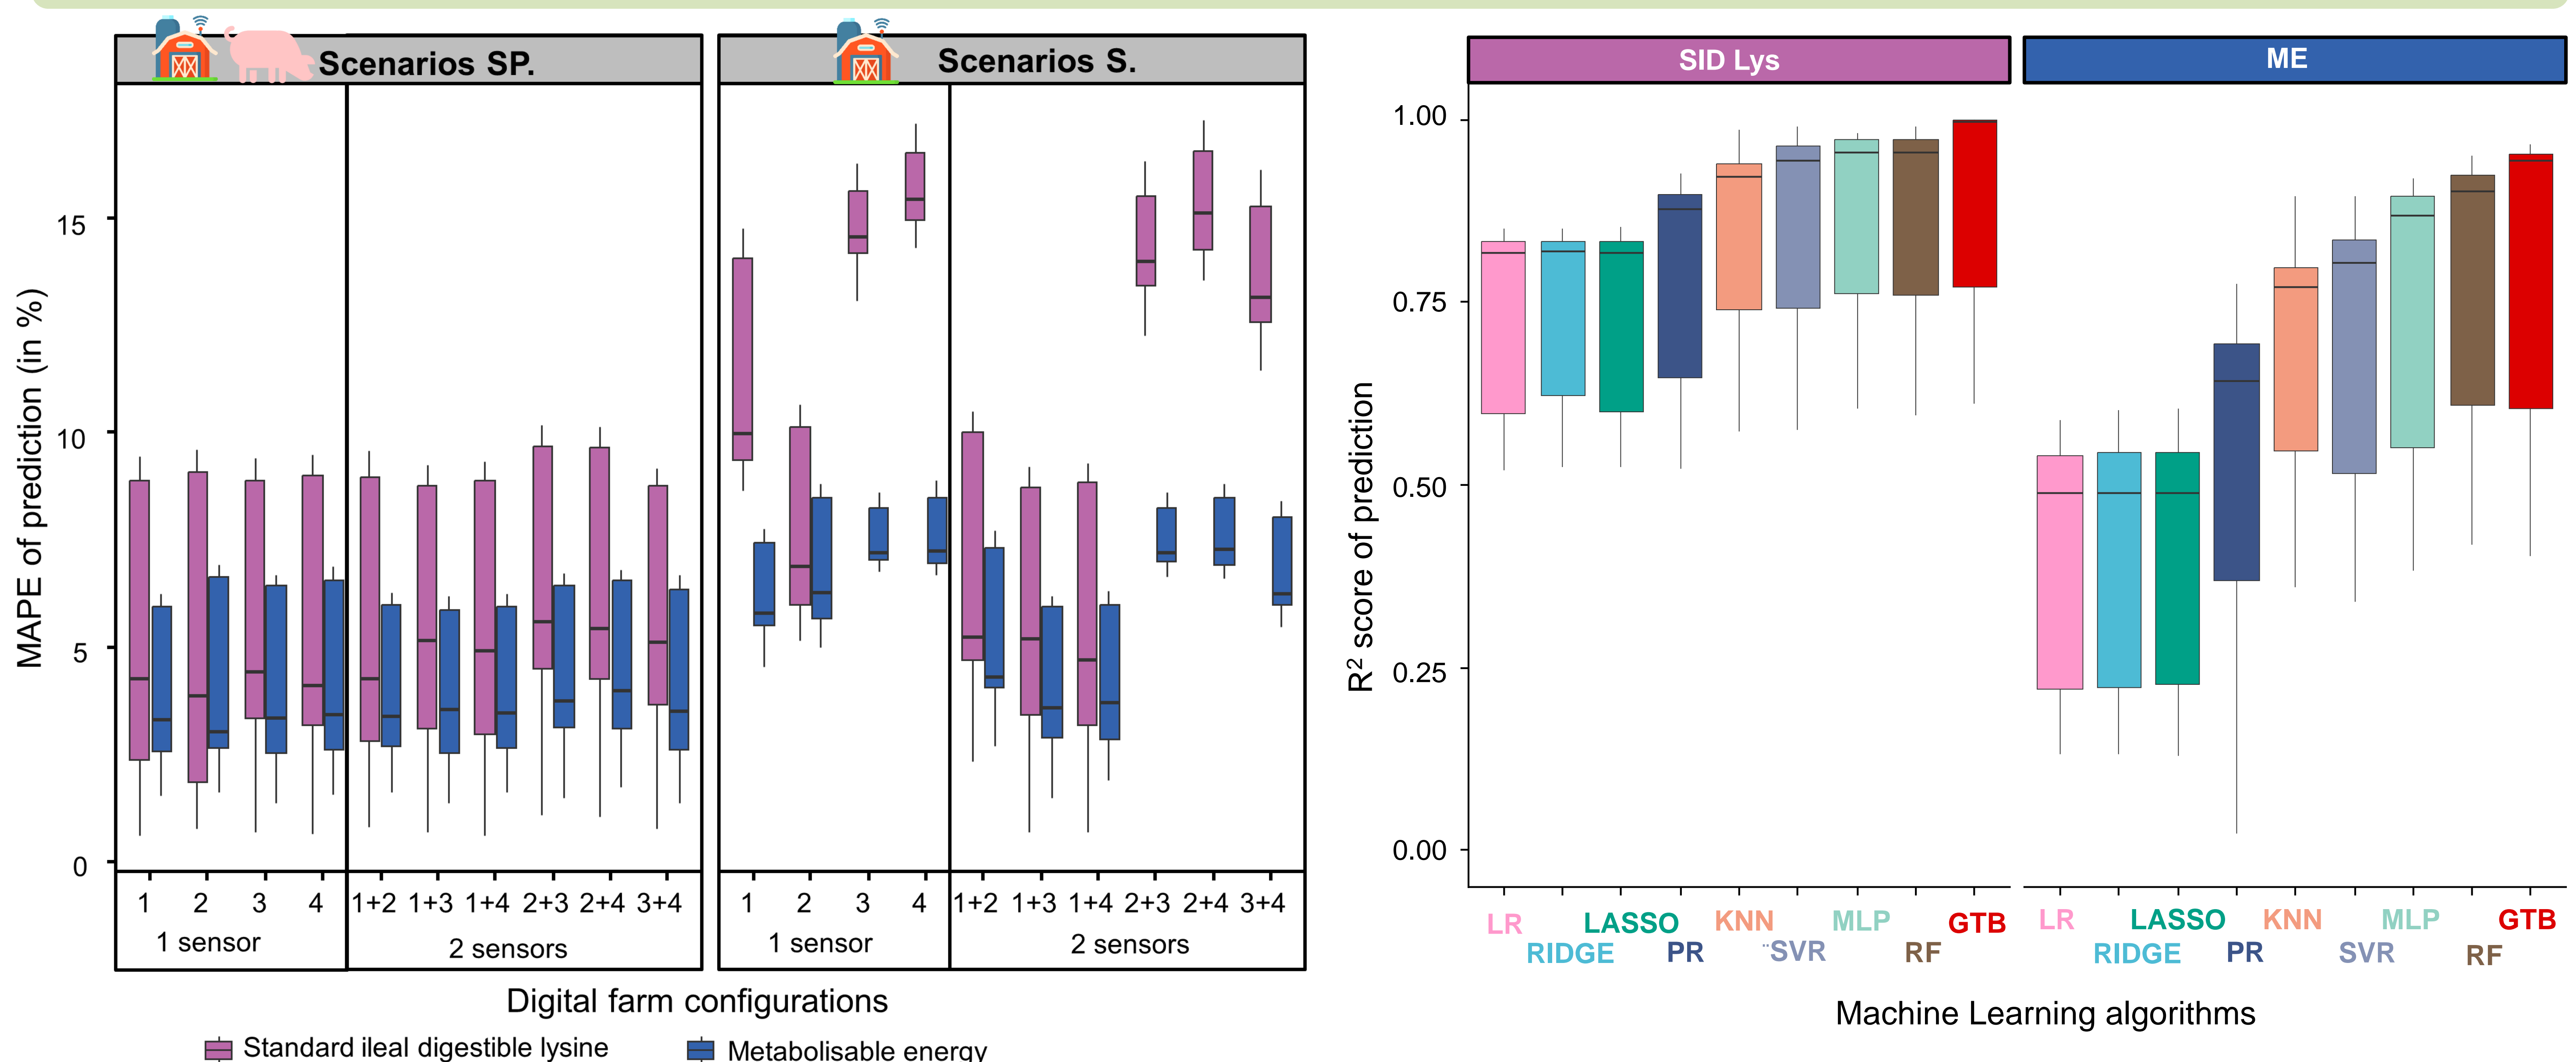 Scenarios SP.
Scenarios S.
MAPE of prediction (in %)
15
10
5
0
1 2 3 4 1+2 1+3 1+4 2+3 2+4 3+4
1 sensor 2 sensors
1 2 3 4 1+2 1+3 1+4 2+3 2+4 3+4
1 sensor 2 sensors
Digital farm configurations
Standard ileal digestible lysine
Metabolisable energy
SID Lys
ME
R² score of prediction
1.00
0.75
0.50
0.25
0.00
LR LASSO KNN MLP GTB
RIDGE PR ¨SVR RF
LR LASSO KNN MLP GTB
RIDGE PR SVR RF
Machine Learning algorithms